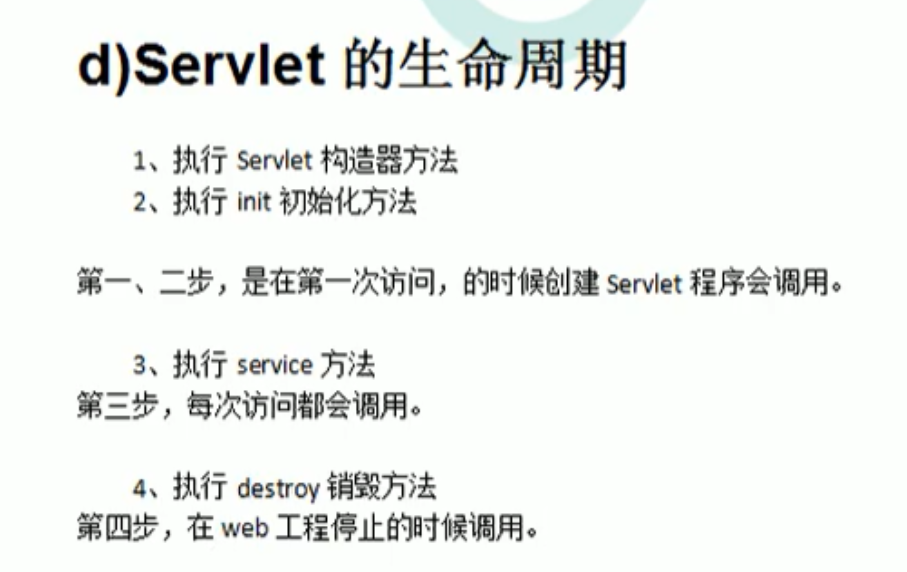 d)Servlet 的生命周期
1、执行 Servlet 构造器方法
2、执行 init 初始化方法
第一、二步，是在第一次访问，的时候创建 Servlet 程序会调用。
3、执行 service 方法
第三步，每次访问都会调用。
4、执行 destroy 销毁方法
第四步，在 web 工程停止的时候调用。